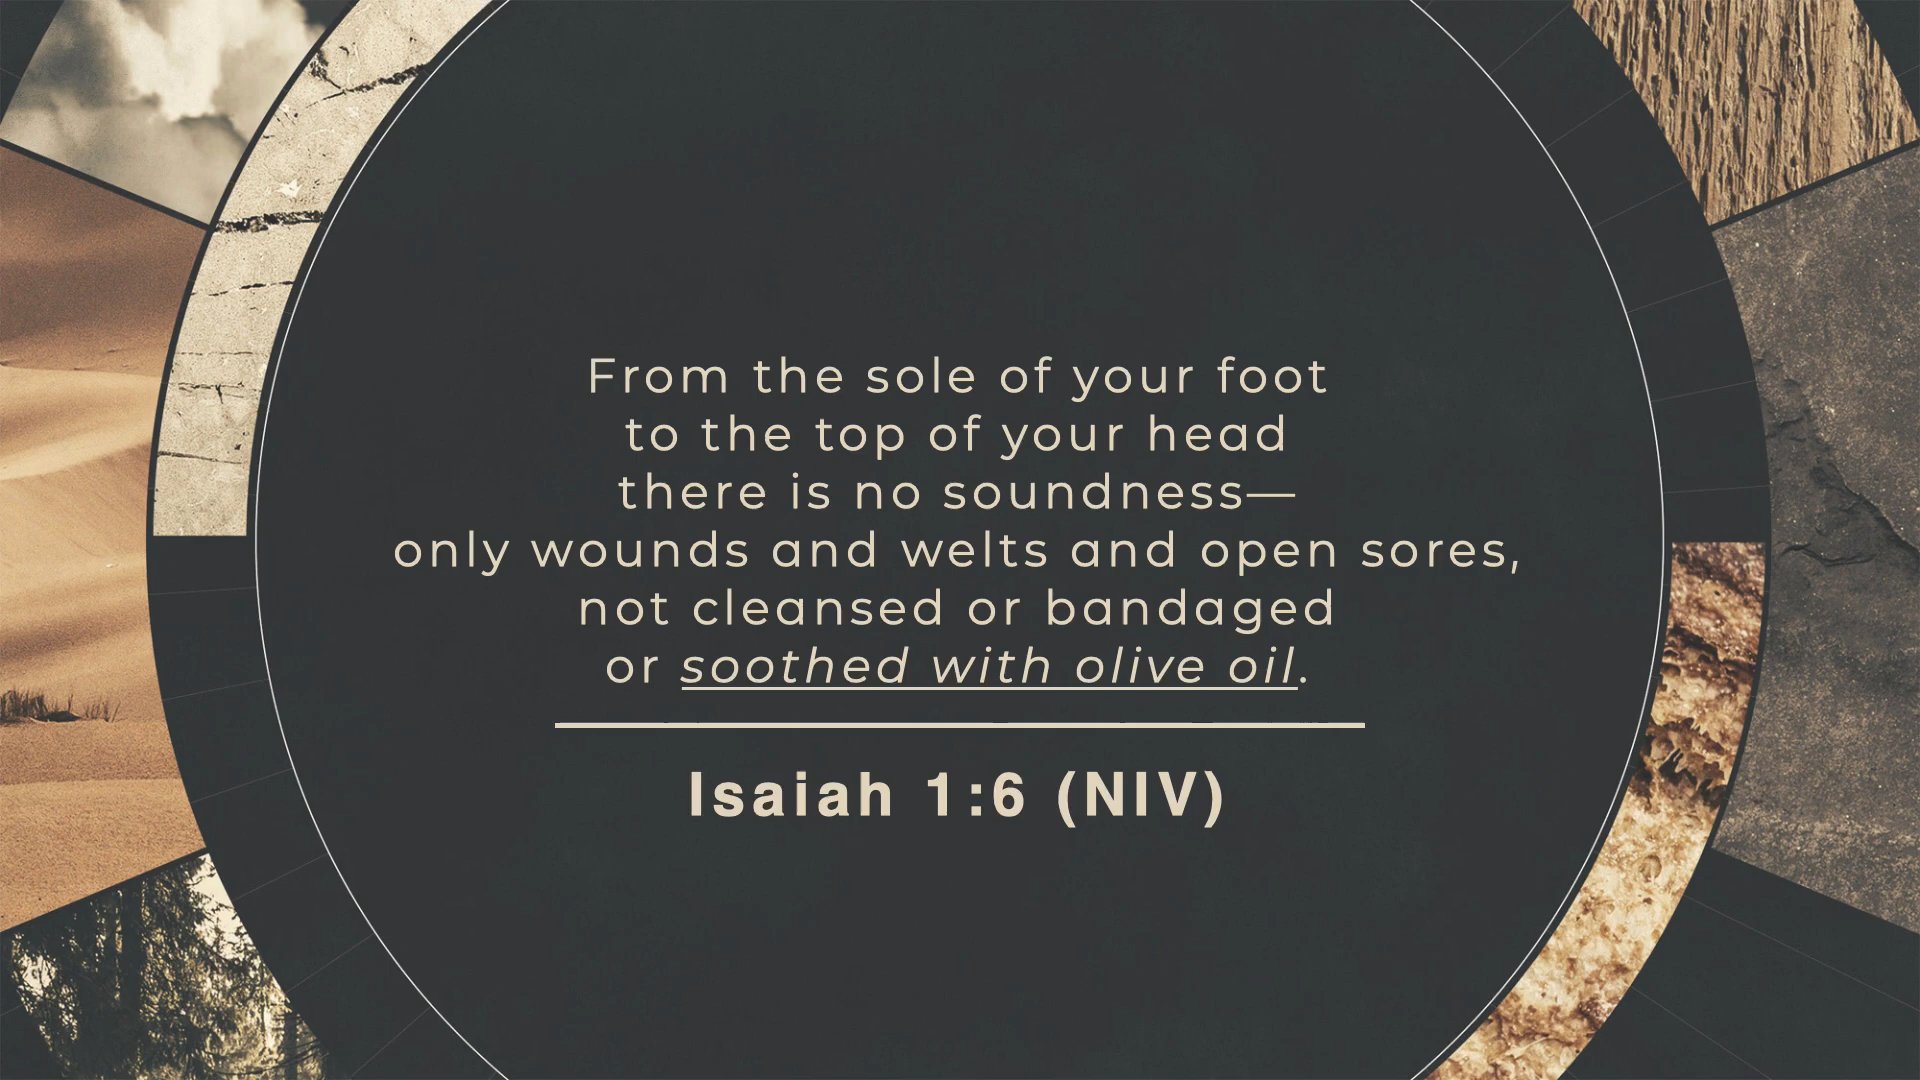 From the sole of your foot
to the top of your head
there is no soundness—
only wounds and welts and open sores,
not cleansed or bandaged
or soothed with olive oil.
Isaiah 1:6 (NIV)